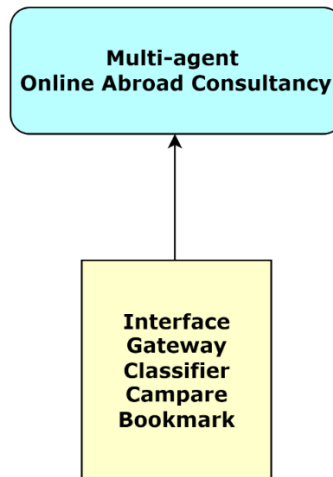 Multi-agent
Online Abroad Consultancy
Interface
Gateway
Classifier
Campare
Bookmark